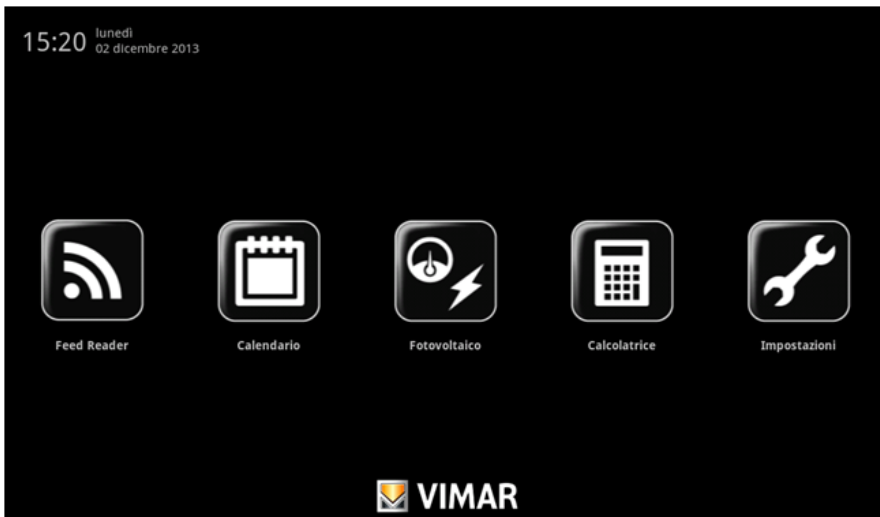 15:20
lunedì
02 dicembre 2013
Feed Reader
Calendario
Fotovoltaico
Calcolatrice
Impostazioni
VIMAR